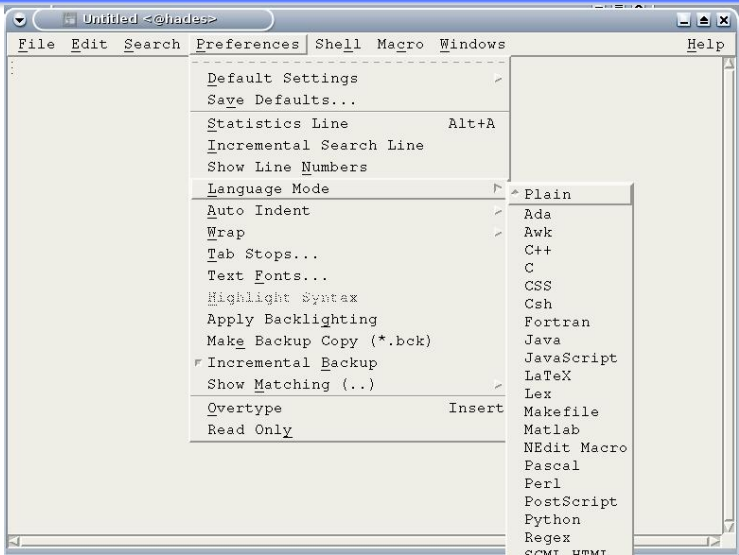 Untitled <@hades>
File Edit Search Preferences Shell Macro Windows Help
Default Settings
Save Defaults...
Statistics Line Alt+A
Incremental Search Line
Show Line Numbers
Language Mode
Auto Indent
Wrap
Tab Stops...
Text Fonts...
Highlight Syntax
Apply Backlighting
Make Backup Copy (*.bck)
Incremental Backup
Show Matching (..)
Overtype Insert
Read Only
Plain
Ada
Awk
C++
C
CSS
Csh
Fortran
Java
JavaScript
LaTeX
Lex
Makefile
Matlab
NEdit Macro
Pascal
Perl
PostScript
Python
Regex
SGML HTML